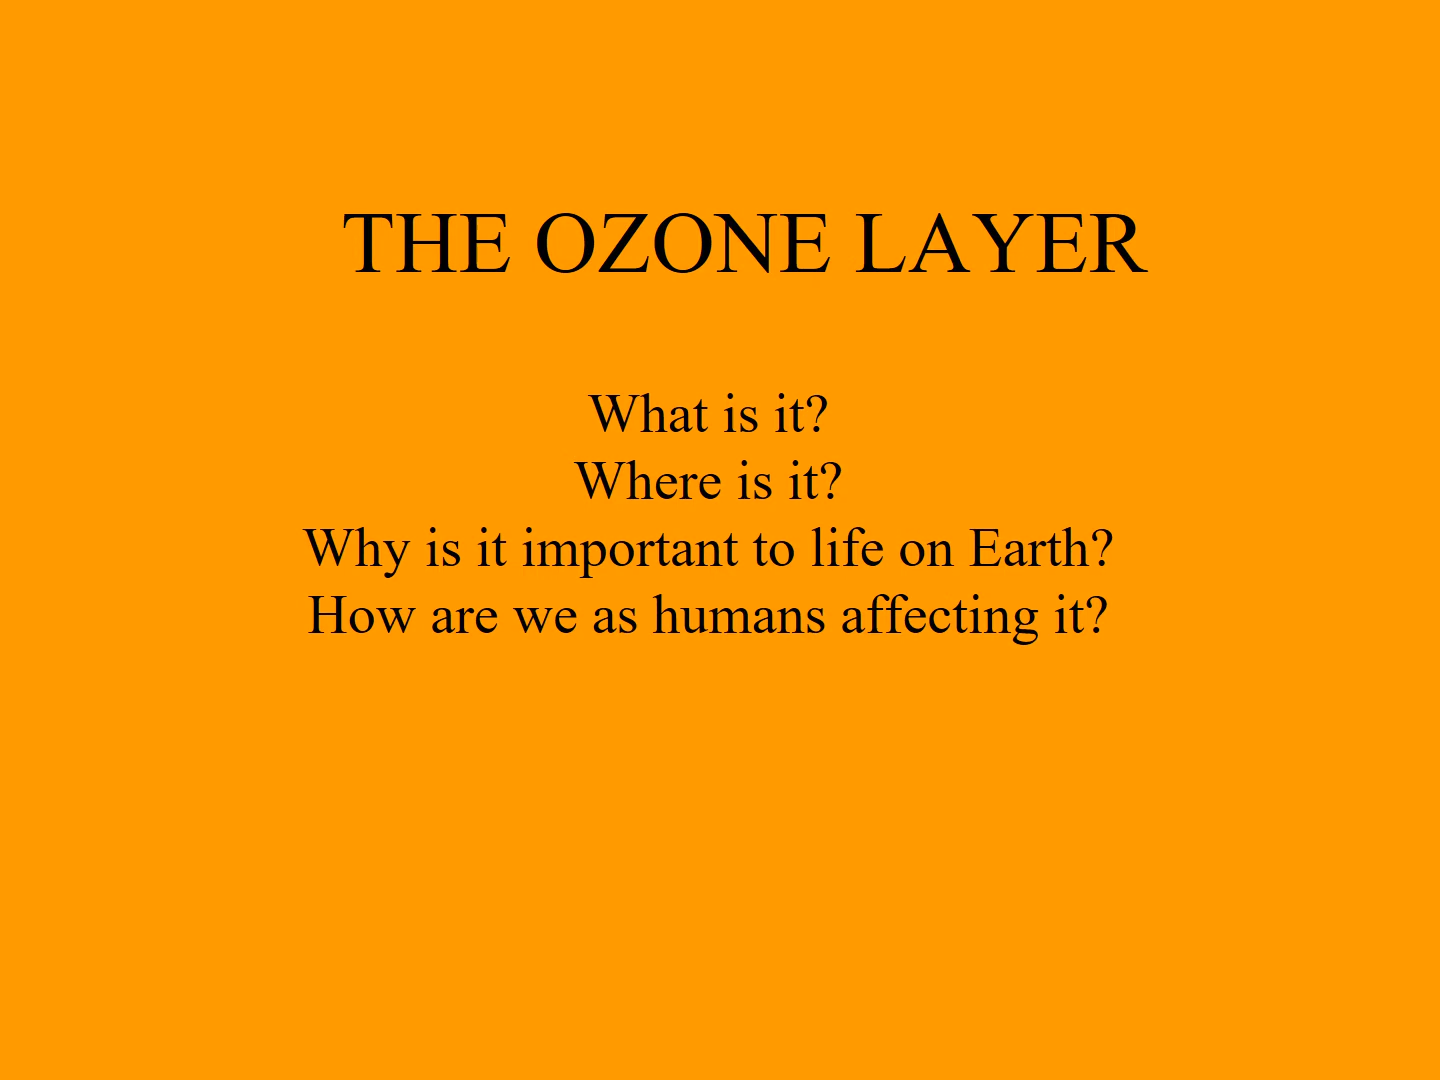 THE OZONE LAYER
What is it?
Where is it?
Why is it important to life on Earth?
How are we as humans affecting it?